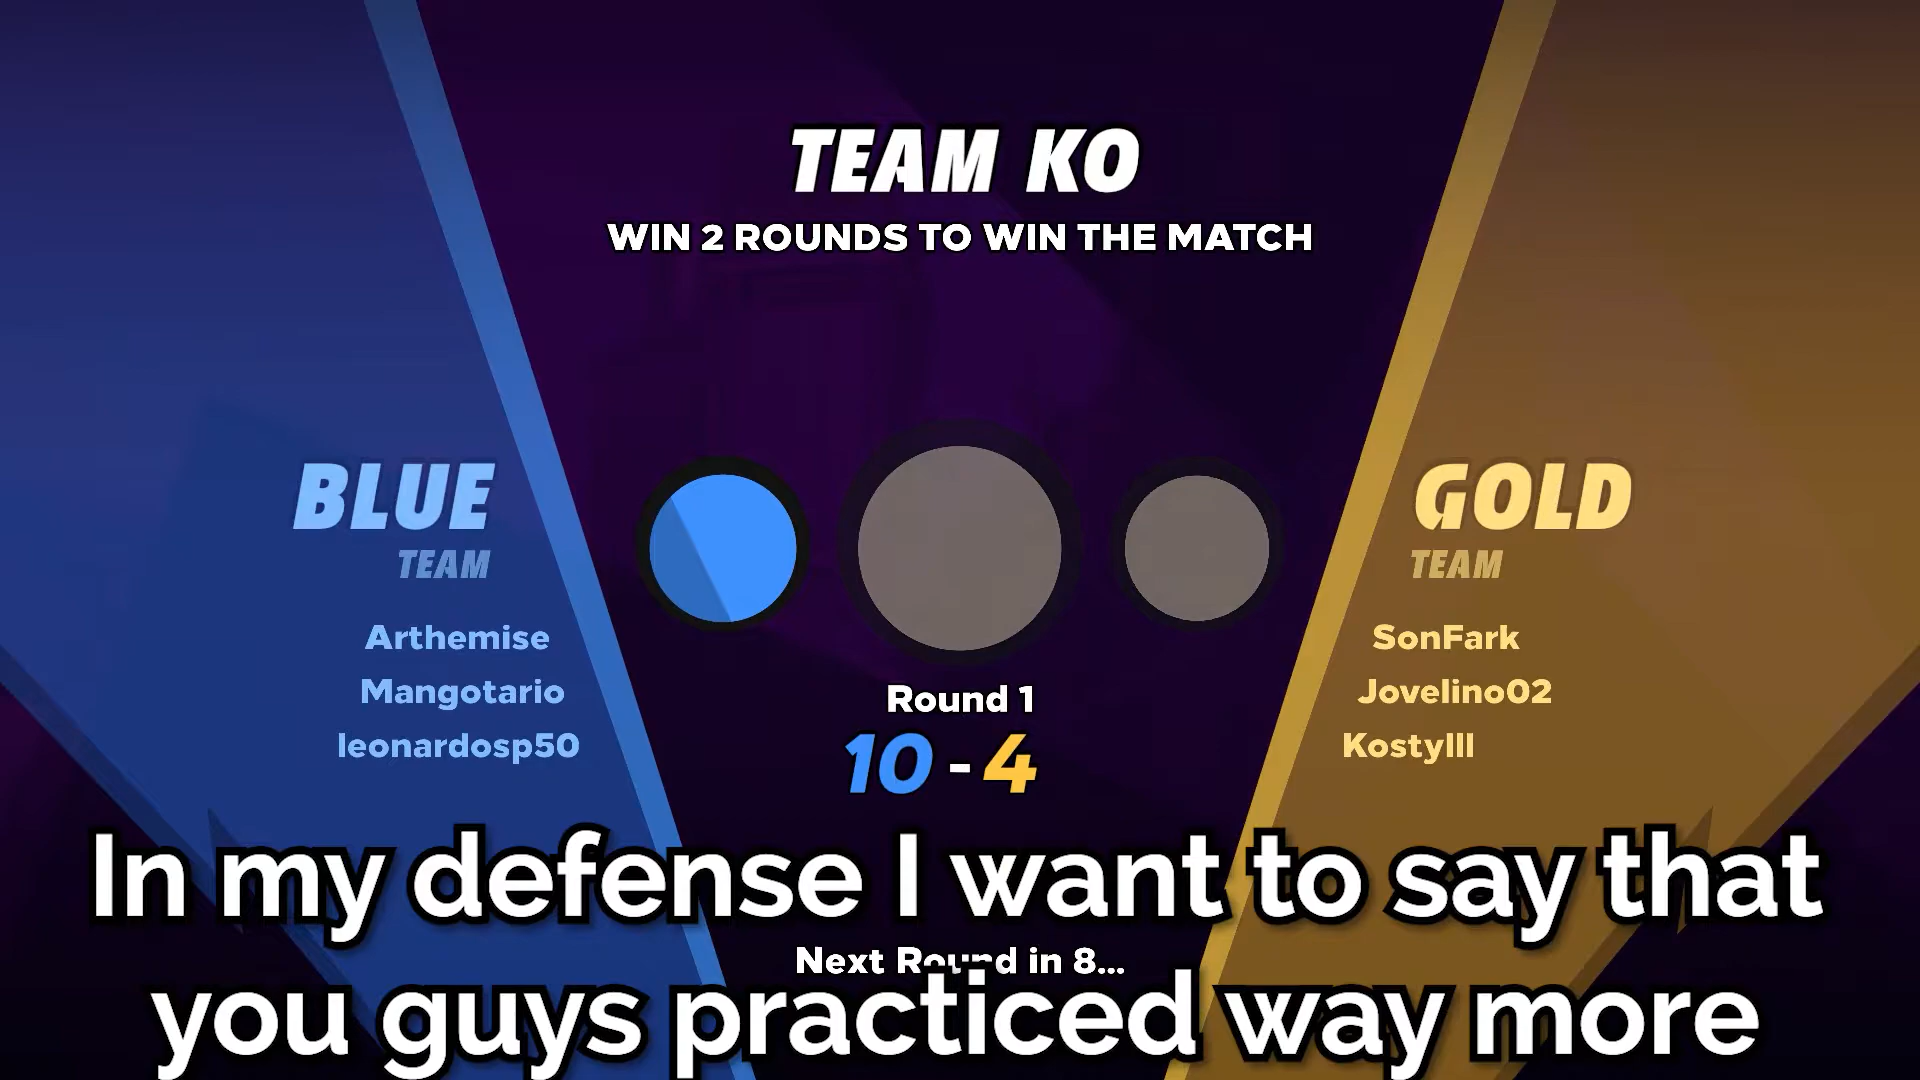 TEAM KO
WIN 2 ROUNDS TO WIN THE MATCH
BLUE
TEAM
Arthemise
Mangotario
leonardosp50
GOLD
TEAM
SonFark
Jovelino02
Kostylll
Round 1
10 - 4
Next Round in 8...
In my defense I want to say that
you guys practiced way more